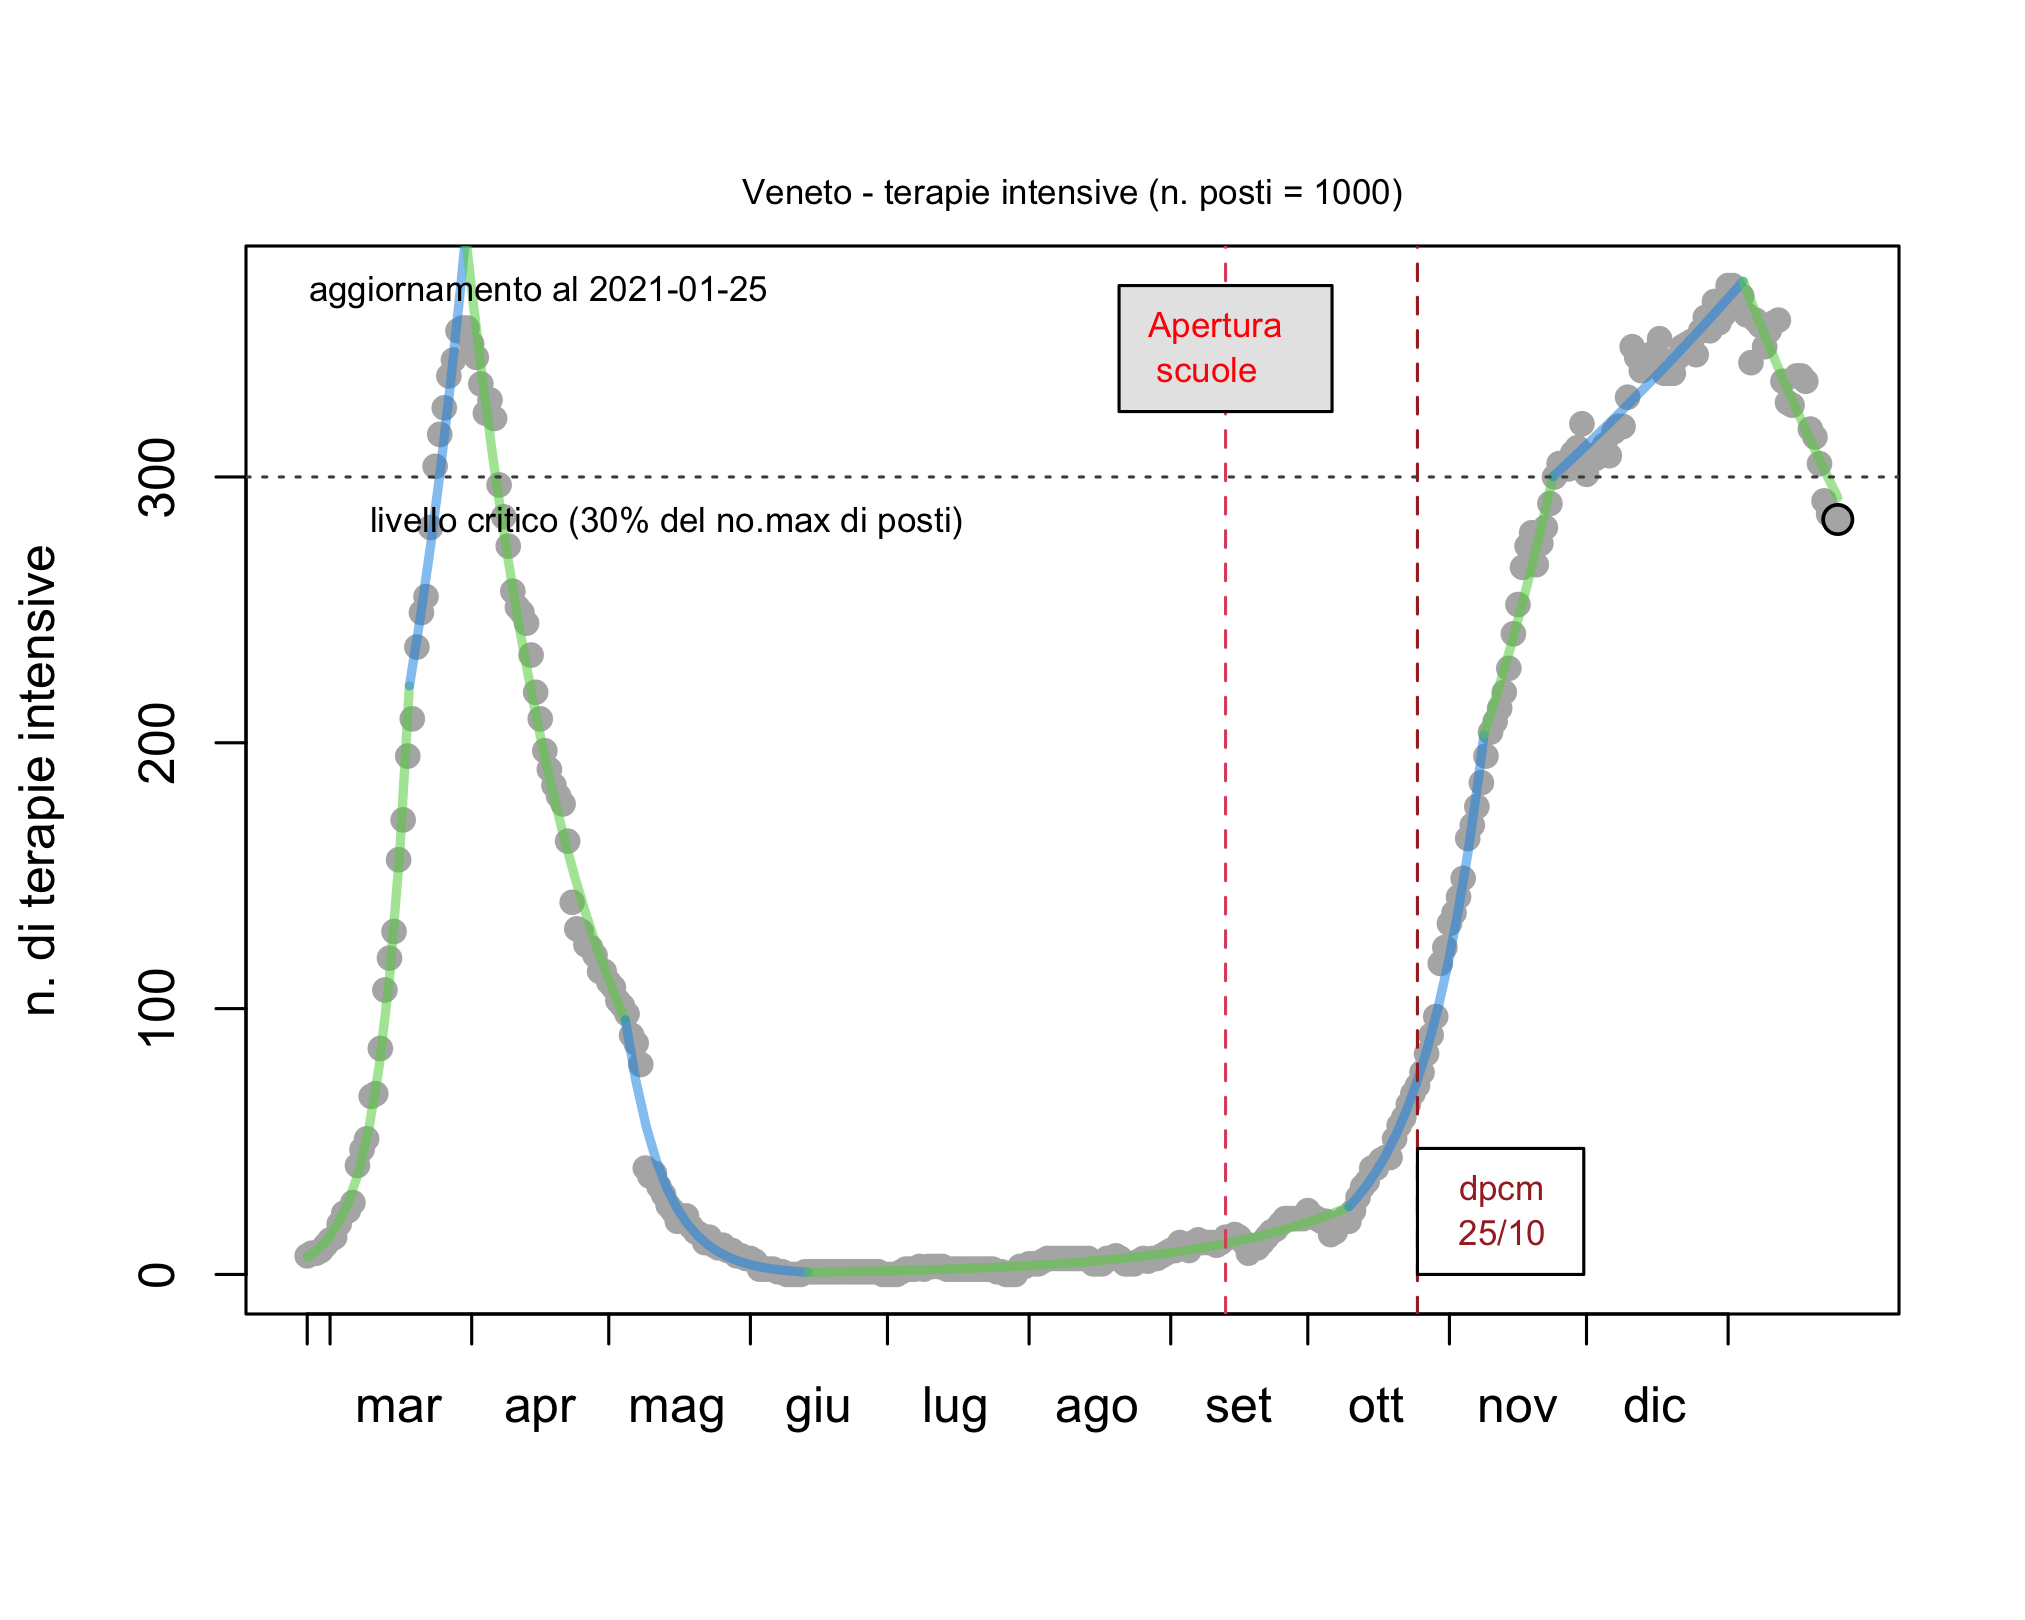 Veneto - terapie intensive (n. posti = 1000)
aggiornamento al 2021-01-25
Apertura
scuole
livello critico (30% del no.max di posti)
n. di terapie intensive
300
200
100
0
dpcm
25/10
mar apr mag giu lug ago set ott nov dic